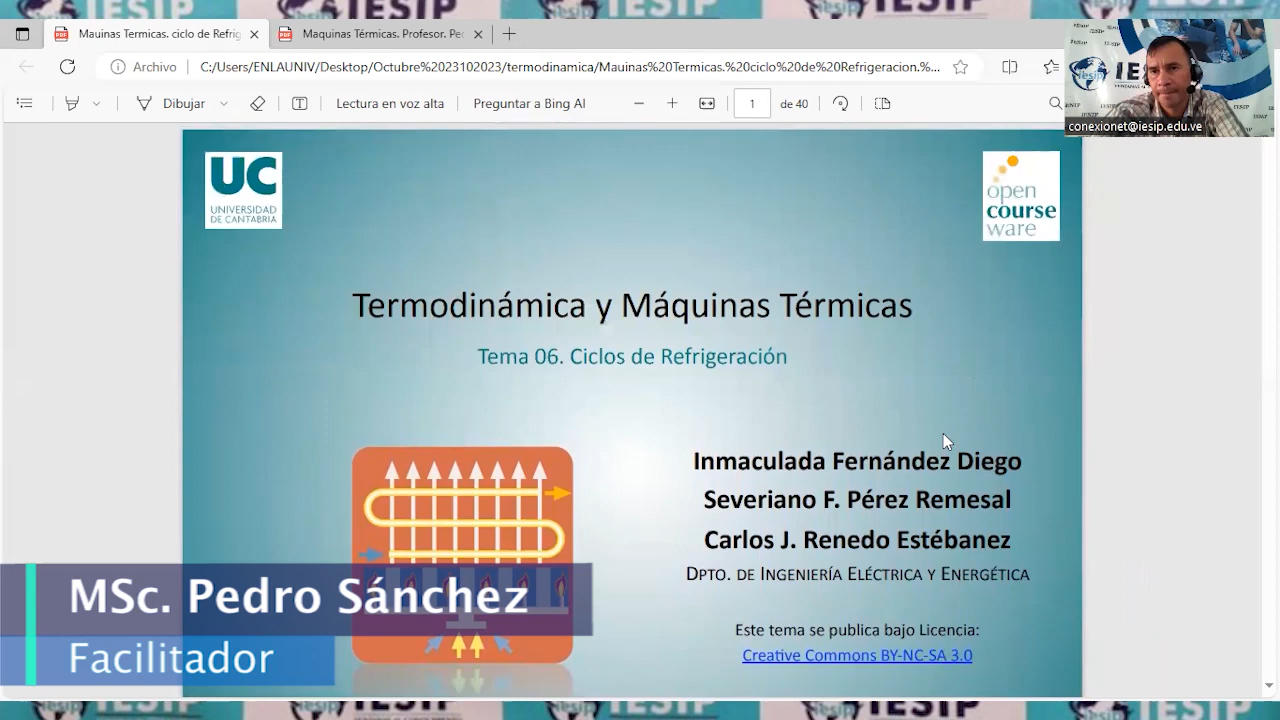 IESIP
Mauinas Termicas. ciclo de Refrig
Maquinas Térmicas. Profesor. Pe
Archivo
C:/Users/ENLAUNIV/Desktop/Octubre%203102023/termodinamica/Mauinas%20Termicas.%20ciclo%20de%20Refrigeracion.%...
Dibujar
Lectura en voz alta
Preguntar a Bing AI
1
de 40
iesip
conexionet@iesip.edu.ve
UC
UNIVERSIDAD
DE CANTABRIA
open
course
ware
Termodinámica y Máquinas Térmicas
Tema 06. Ciclos de Refrigeración
Inmaculada Fernández Diego
Severiano F. Pérez Remesal
Carlos J. Renedo Estébanez
DPTO. DE INGENIERÍA ELÉCTRICA Y ENERGÉTICA
Este tema se publica bajo Licencia:
Creative Commons BY-NC-SA 3.0
MSc. Pedro Sánchez
Facilitador
IESIP